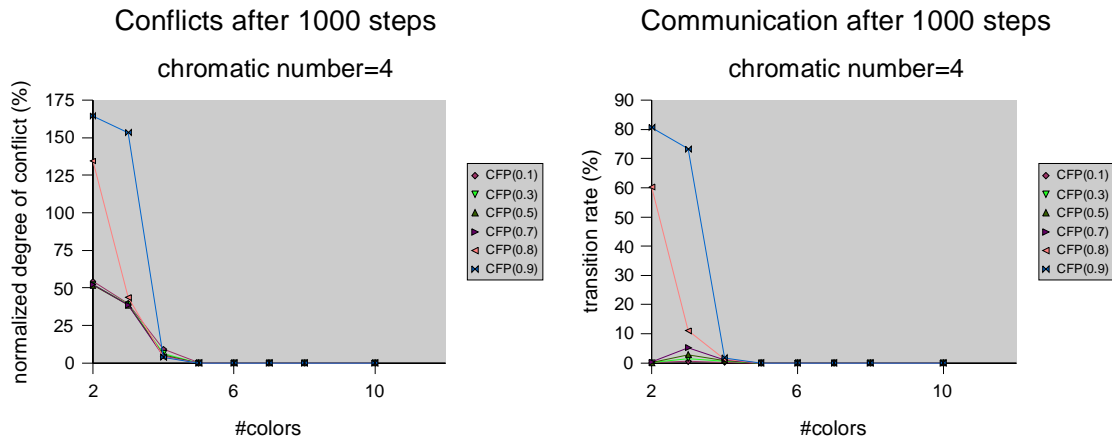 Conflicts after 1000 steps
chromatic number=4
normalized degree of conflict (%)
175
150
125
100
75
50
25
0
2
6
10
#colors
CFP(0.1)
CFP(0.3)
CFP(0.5)
CFP(0.7)
CFP(0.8)
CFP(0.9)
Communication after 1000 steps
chromatic number=4
transition rate (%)
90
80
70
60
50
40
30
20
10
0
2
6
10
#colors
CFP(0.1)
CFP(0.3)
CFP(0.5)
CFP(0.7)
CFP(0.8)
CFP(0.9)